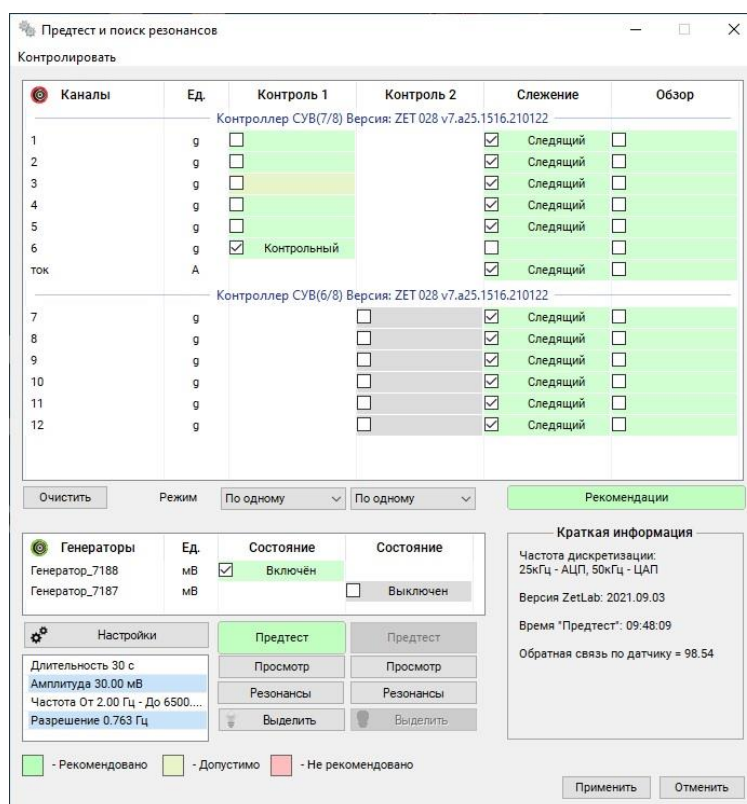 Предтест и поиск резонансов
Контролировать
Каналы Ед. Контроль 1 Контроль 2 Слежение Обзор
Контроллер СУВ(7/8) Версия: ZET 028 v7.a25.1516.210122
1 g Следящий
2 g Следящий
3 g Следящий
4 g Следящий
5 g Следящий
6 g Контрольный
ток А Следящий
Контроллер СУВ(6/8) Версия: ZET 028 v7.a25.1516.210122
7 g Следящий
8 g Следящий
9 g Следящий
10 g Следящий
11 g Следящий
12 g Следящий
Очистить Режим По одному По одному Рекомендации
Генераторы Ед. Состояние Состояние
Генератор_7188 мВ Включён
Генератор_7187 мВ Выключен
Настройки Предтест Предтест
Длительность 30 с Просмотр Просмотр
Амплитуда 30.00 мВ
Частота От 2.00 Гц - До 6500.... Резонансы Резонансы
Разрешение 0.763 Гц Выделить Выделить
Краткая информация
Частота дискретизации:
25кГц - АЦП, 50кГц - ЦАП
Версия ZetLab: 2021.09.03
Время "Предтест": 09:48:09
Обратная связь по датчику = 98.54
- Рекомендовано - Допустимо - Не рекомендовано
Применить Отменить